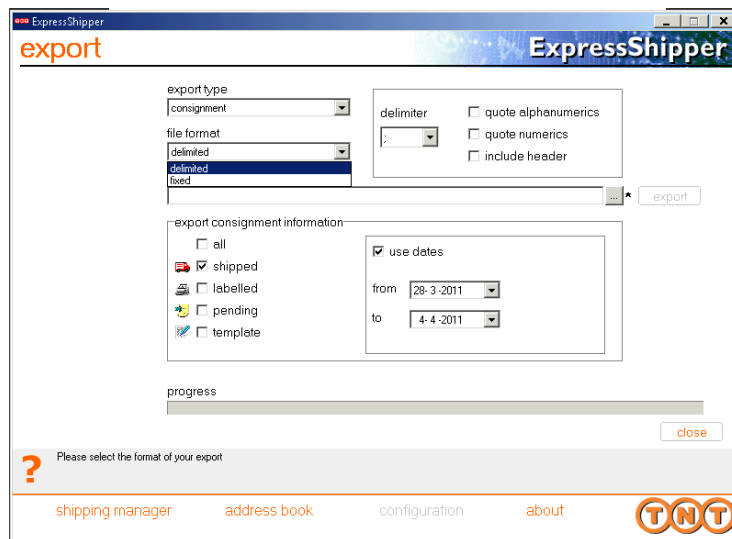 ExpressShipper
export
ExpressShipper
export type
consignment
delimiter
;
quote alphanumerics
quote numerics
include header
file format
delimited
delimited
fixed
... * export
export consignment information
all
shipped
labelled
pending
template
use dates
from 28- 3 -2011
to 4- 4 -2011
progress
close
? Please select the format of your export
shipping manager address book configuration about
TNT